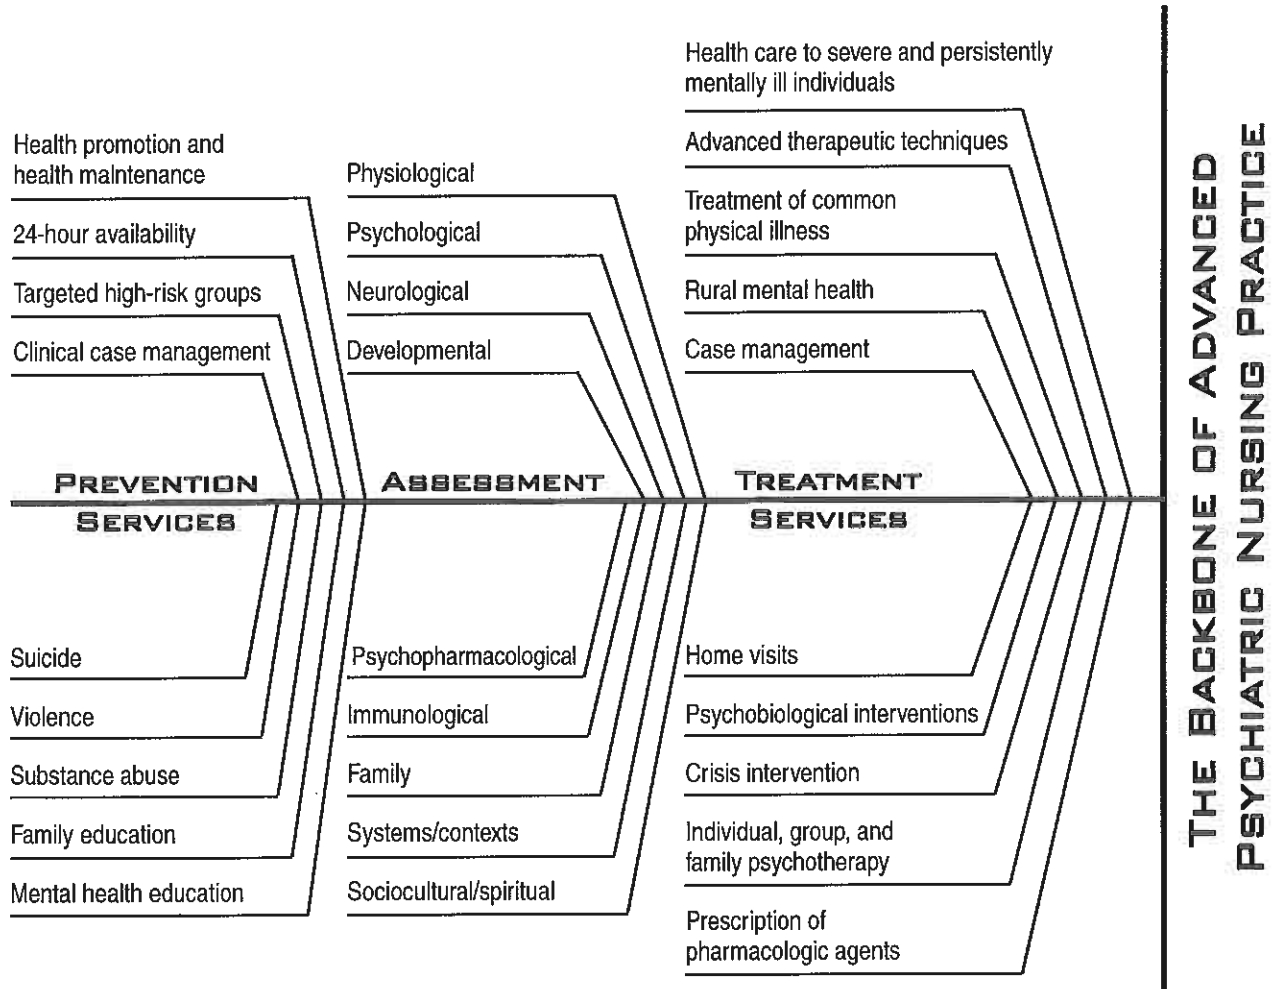 Health promotion and
health maintenance
24-hour availability
Targeted high-risk groups
Clinical case management
PREVENTION
SERVICES
Suicide
Violence
Substance abuse
Family education
Mental health education
Physiological
Psychological
Neurological
Developmental
ASSESSMENT
Psychopharmacological
Immunological
Family
Systems/contexts
Sociocultural/spiritual
Health care to severe and persistently
mentally ill individuals
Advanced therapeutic techniques
Treatment of common
physical illness
Rural mental health
Case management
TREATMENT
SERVICES
Home visits
Psychobiological interventions
Crisis intervention
Individual, group, and
family psychotherapy
Prescription of
pharmacologic agents
THE BACKBONE OF ADVANCED
PSYCHIATRIC NURSING PRACTICE